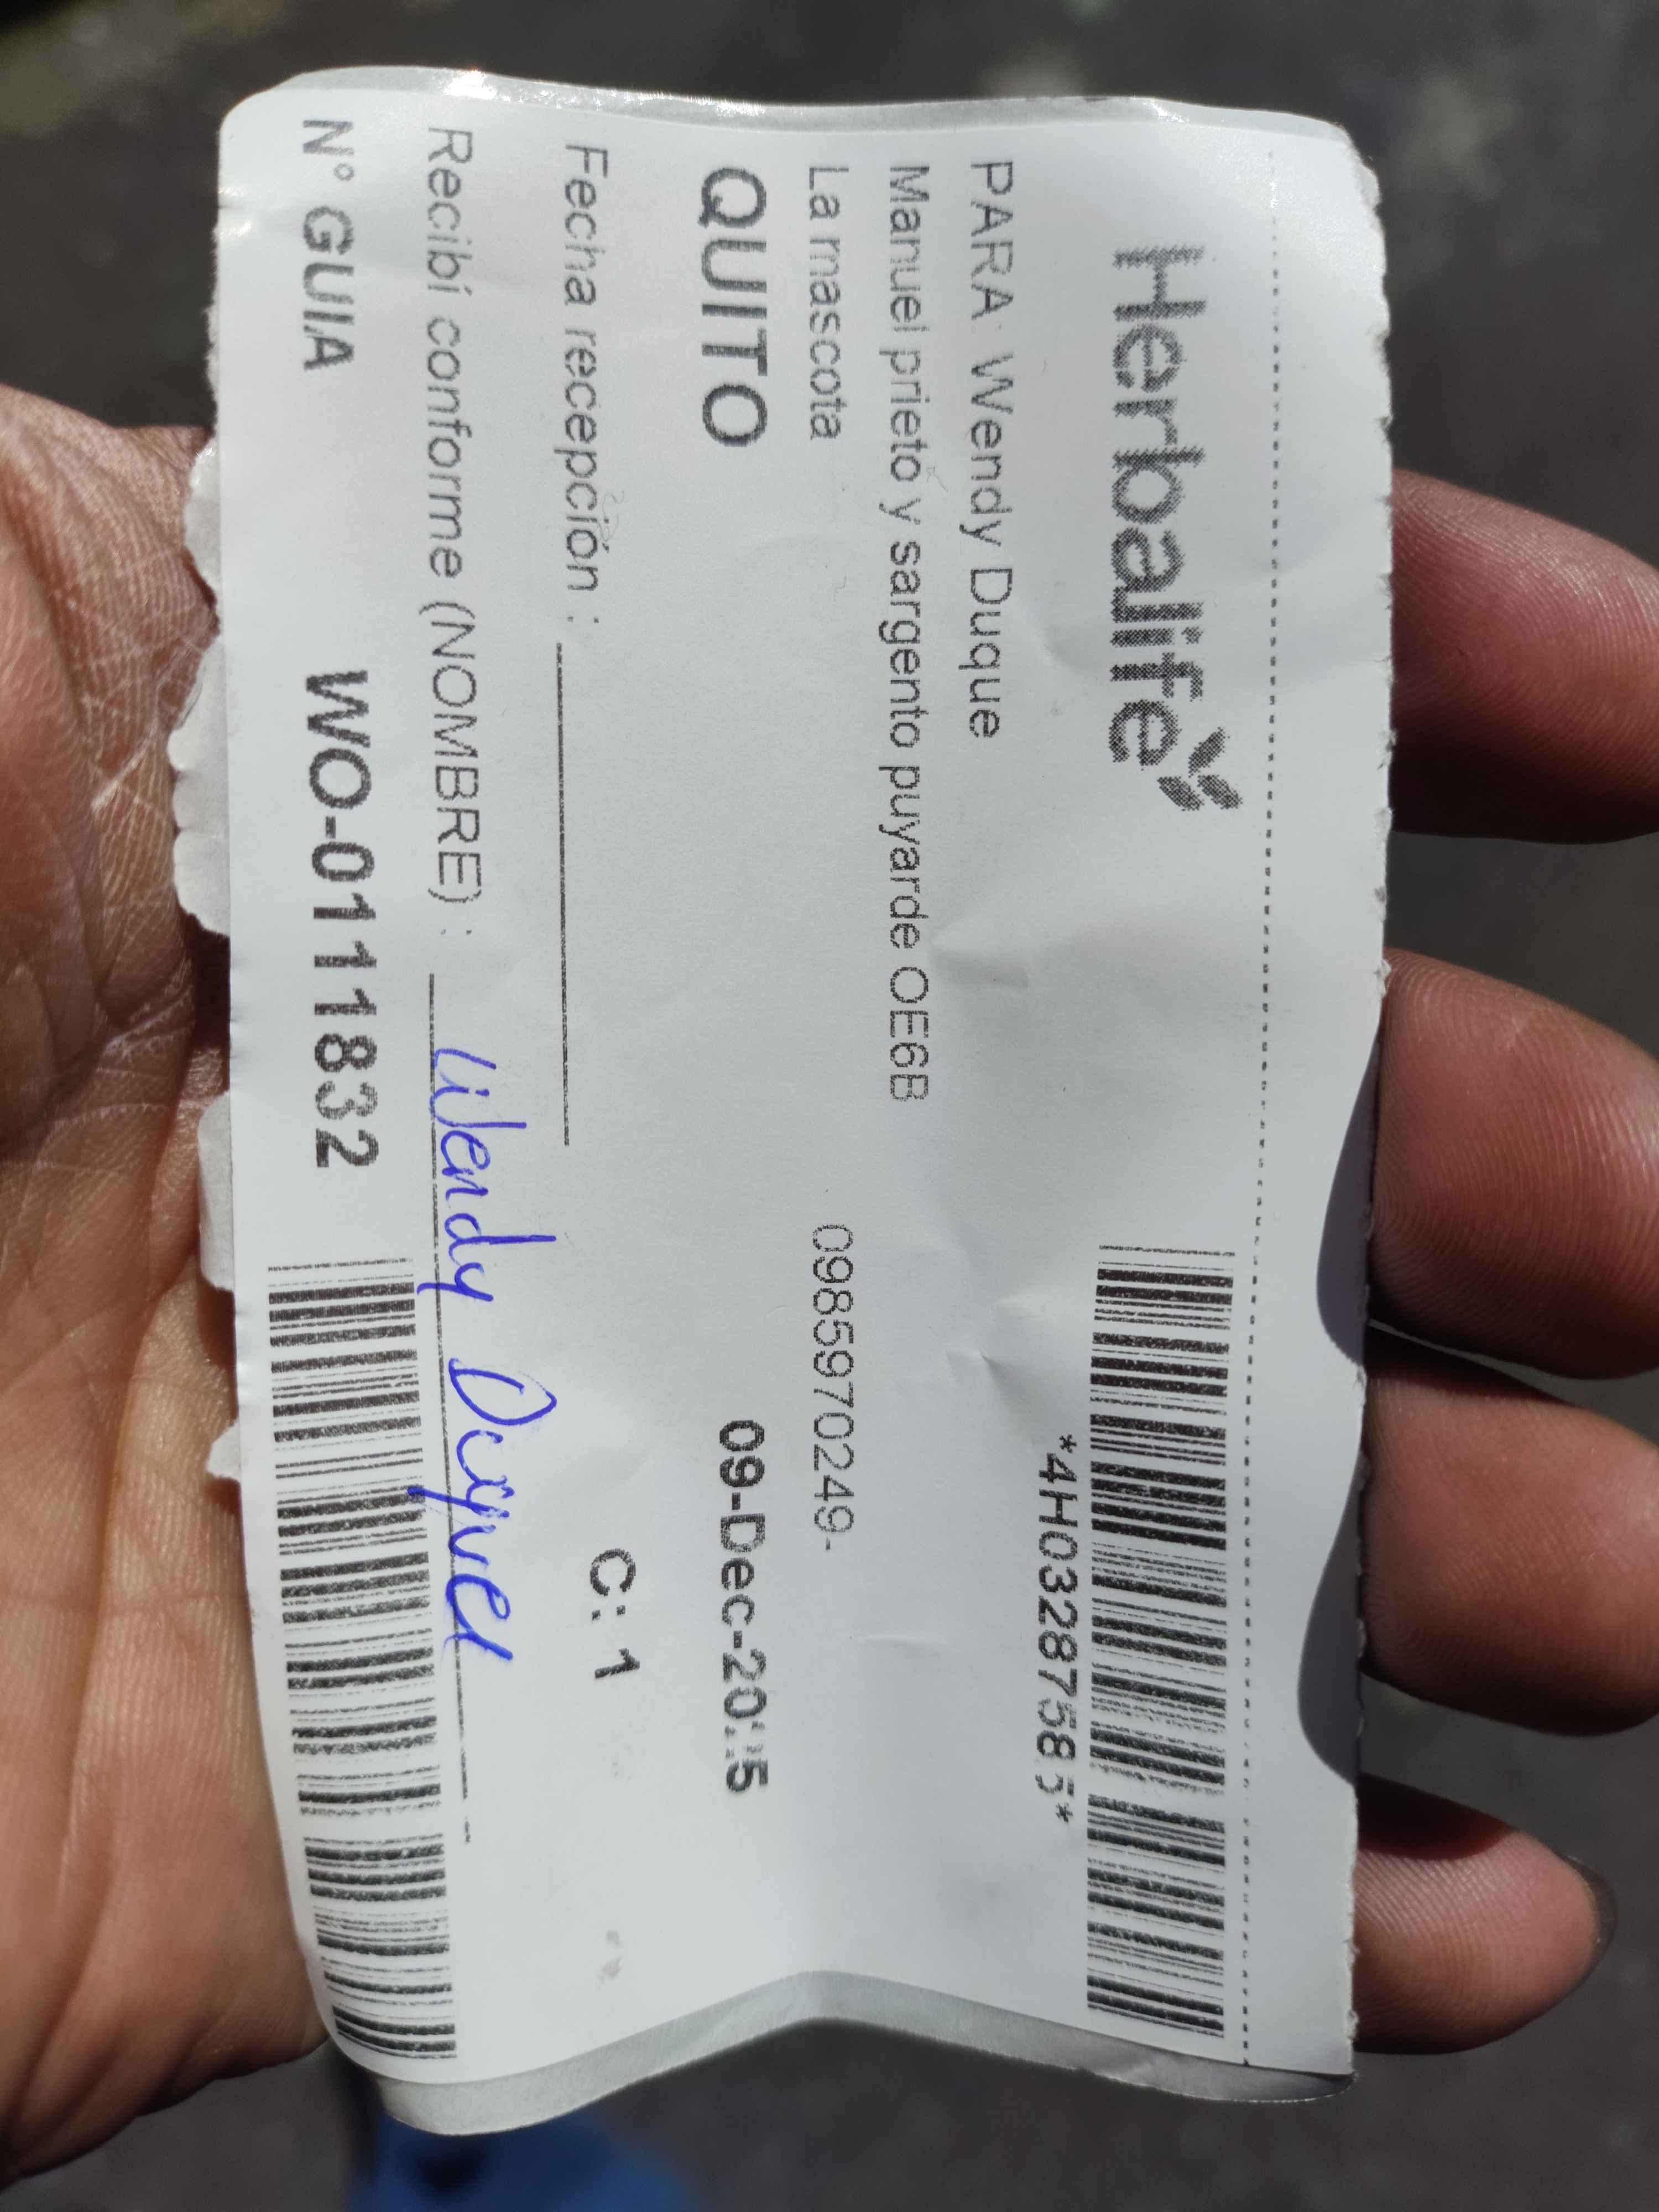 Herbalife
*4H03287585*
PARA: Wendy Duque
Manuel prieto y sargento puyarde OE6B
La mascota 0985970249-
QUITO 09-Dec-2025
C: 1
Fecha recepción :
Recibí conforme (NOMBRE) : Wendy Duque
N° GUIA WO-0111832